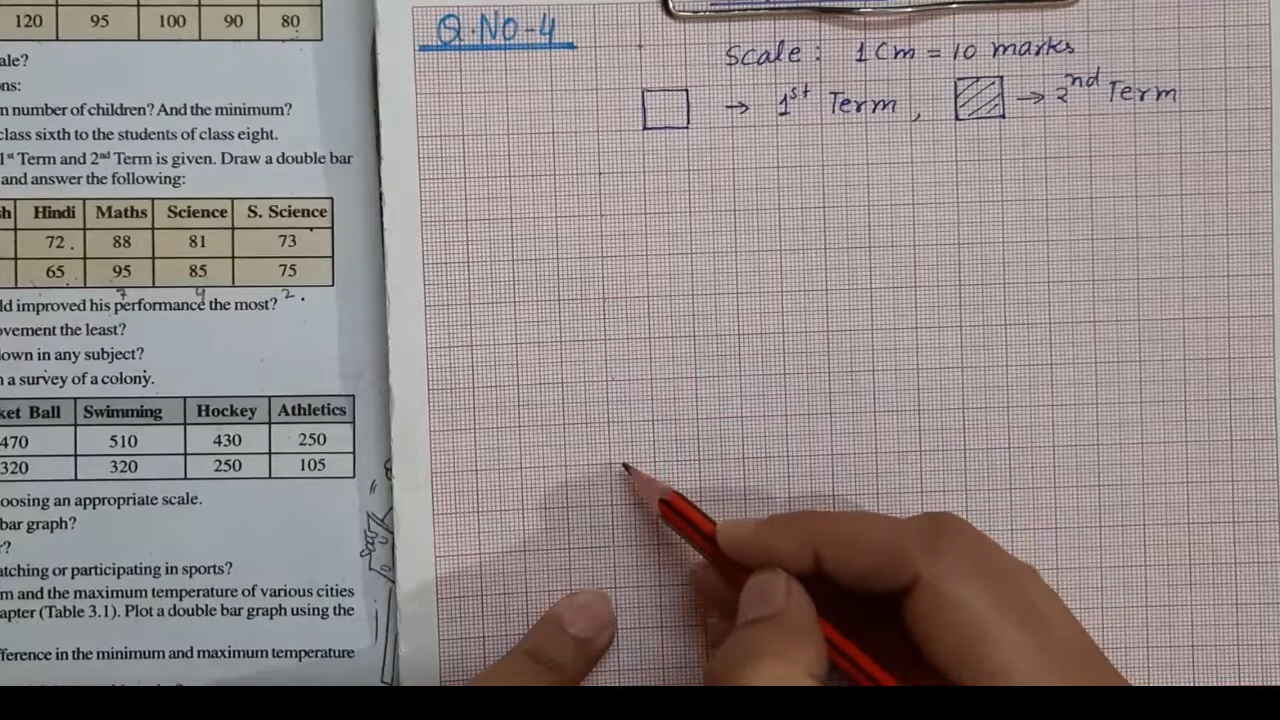 120 95 100 90 80
ale?
ons:
n number of children? And the minimum?
class sixth to the students of class eight.
1st Term and 2nd Term is given. Draw a double bar
and answer the following:
h Hindi Maths Science S. Science
72 88 81 73
65 95 85 75
7 4 2
ld improved his performance the most?
ovement the least?
lown in any subject?
n a survey of a colony.
ket Ball Swimming Hockey Athletics
470 510 430 250
320 320 250 105
oosing an appropriate scale.
bar graph?
r?
atching or participating in sports?
m and the maximum temperature of various cities
apter (Table 3.1). Plot a double bar graph using the
fference in the minimum and maximum temperature
Q.NO-4
Scale : 1 Cm = 10 marks
→ 1st Term , → 2nd Term